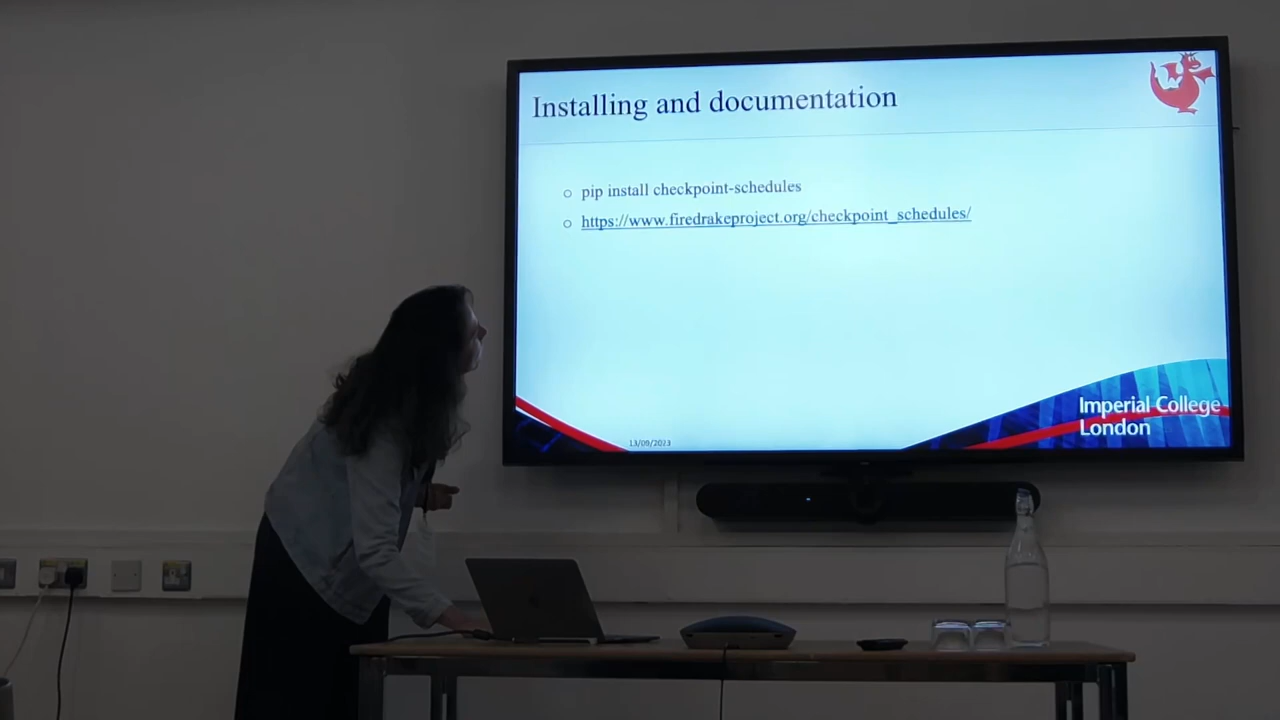 Installing and documentation
pip install checkpoint-schedules
https://www.firedrakeproject.org/checkpoint_schedules/
Imperial College
London
13/09/2023